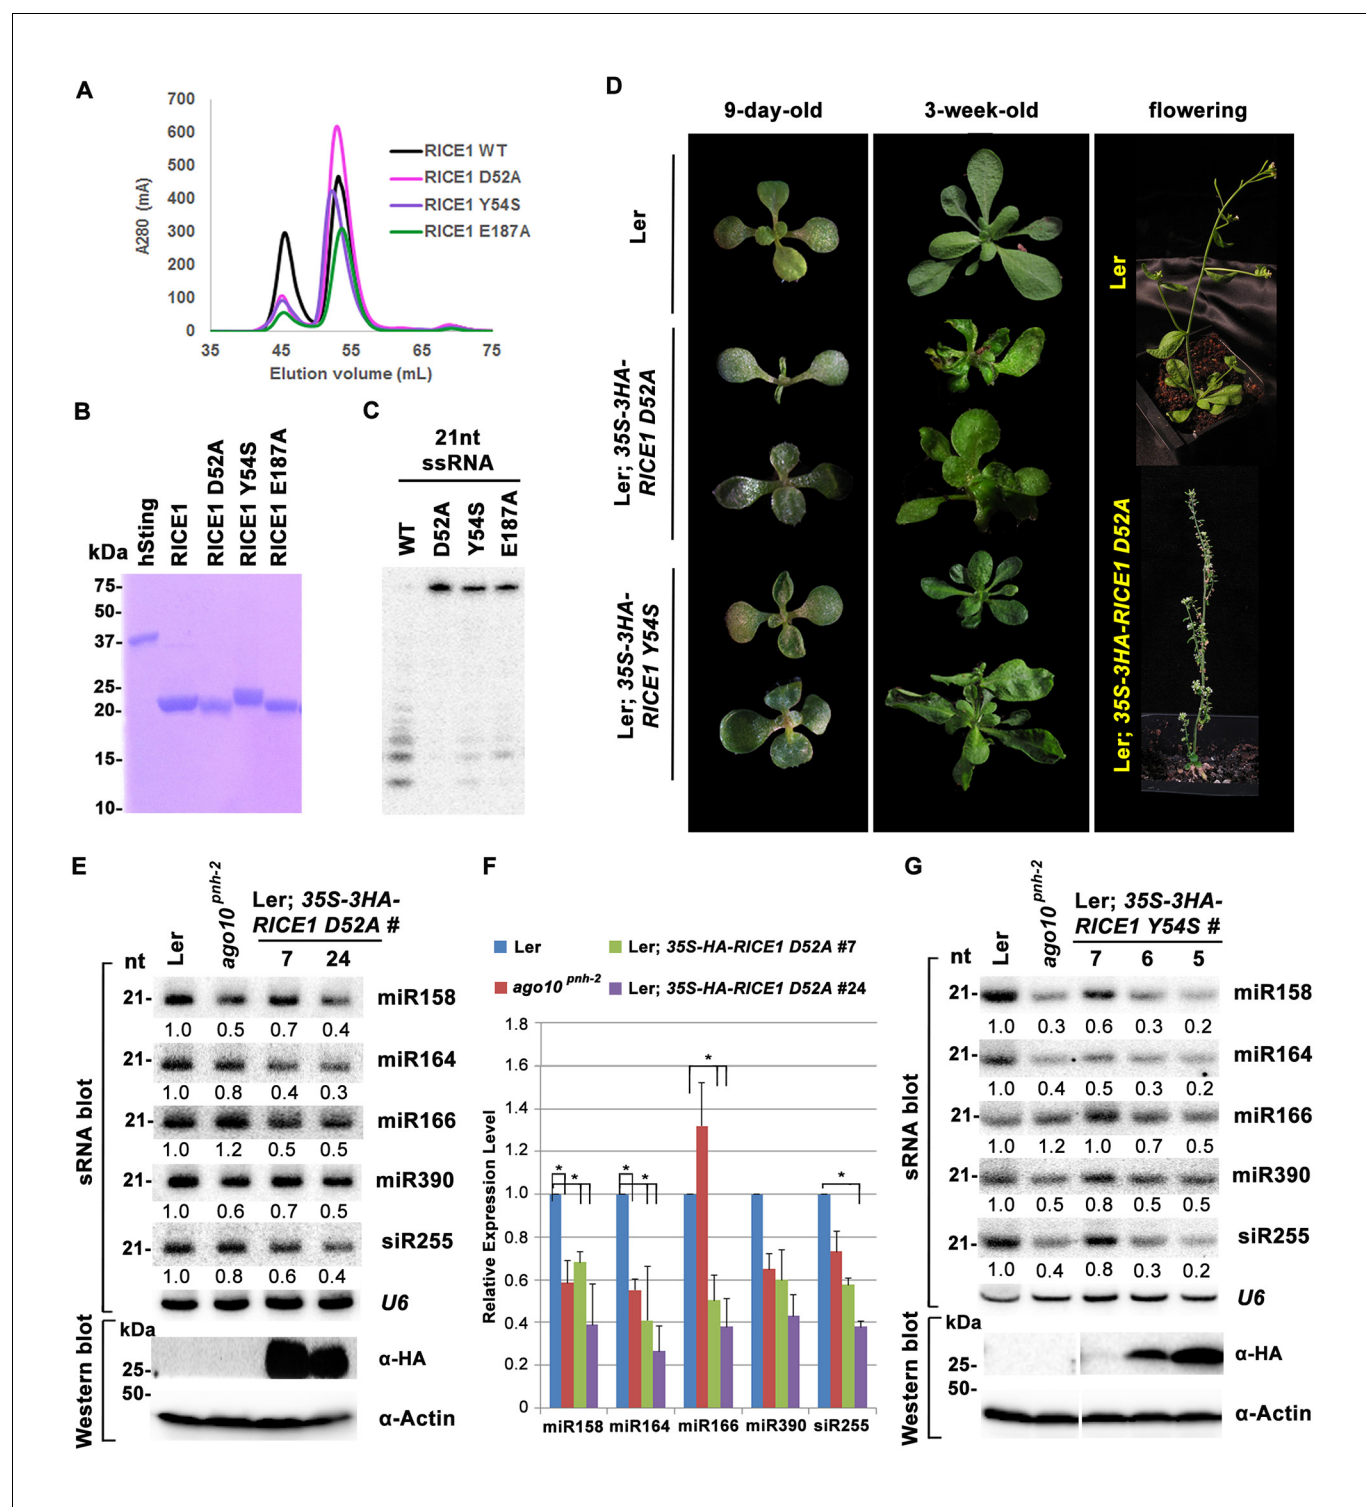 A
700
600
500
400
300
200
100
0
A280 (mA)
35 45 55 65 75
Elution volume (mL)
RICE1 WT
RICE1 D52A
RICE1 Y54S
RICE1 E187A
B
kDa
hSting
RICE1
RICE1 D52A
RICE1 Y54S
RICE1 E187A
75-
50-
37-
25-
20-
15-
10-
C
21nt
ssRNA
WT
D52A
Y54S
E187A
D
9-day-old 3-week-old flowering
Ler
Ler; 35S-3HA-
RICE1 D52A
Ler; 35S-3HA-
RICE1 Y54S
Ler
Ler; 35S-3HA-RICE1 D52A
E
sRNA blot
Western blot
nt
Ler
ago10 pnh-2
Ler; 35S-3HA-
RICE1 D52A #
7 24
21- miR158
1.0 0.5 0.7 0.4
21- miR164
1.0 0.8 0.4 0.3
21- miR166
1.0 1.2 0.5 0.5
21- miR390
1.0 0.6 0.7 0.5
21- siR255
1.0 0.8 0.6 0.4
U6
kDa
25- α-HA
50-
α-Actin
F
Ler
Ler; 35S-HA-RICE1 D52A #7
ago10 pnh-2
Ler; 35S-HA-RICE1 D52A #24
Relative Expression Level
1.8
1.6
1.4
1.2
1.0
0.8
0.6
0.4
0.2
0
* * * * * *
miR158 miR164 miR166 miR390 siR255
G
sRNA blot
Western blot
nt
Ler
ago10 pnh-2
Ler; 35S-3HA-
RICE1 Y54S #
7 6 5
21- miR158
1.0 0.3 0.6 0.3 0.2
21- miR164
1.0 0.4 0.5 0.3 0.2
21- miR166
1.0 1.2 1.0 0.7 0.5
21- miR390
1.0 0.5 0.8 0.5 0.5
21- siR255
1.0 0.4 0.8 0.3 0.2
U6
kDa
25- α-HA
50-
α-Actin